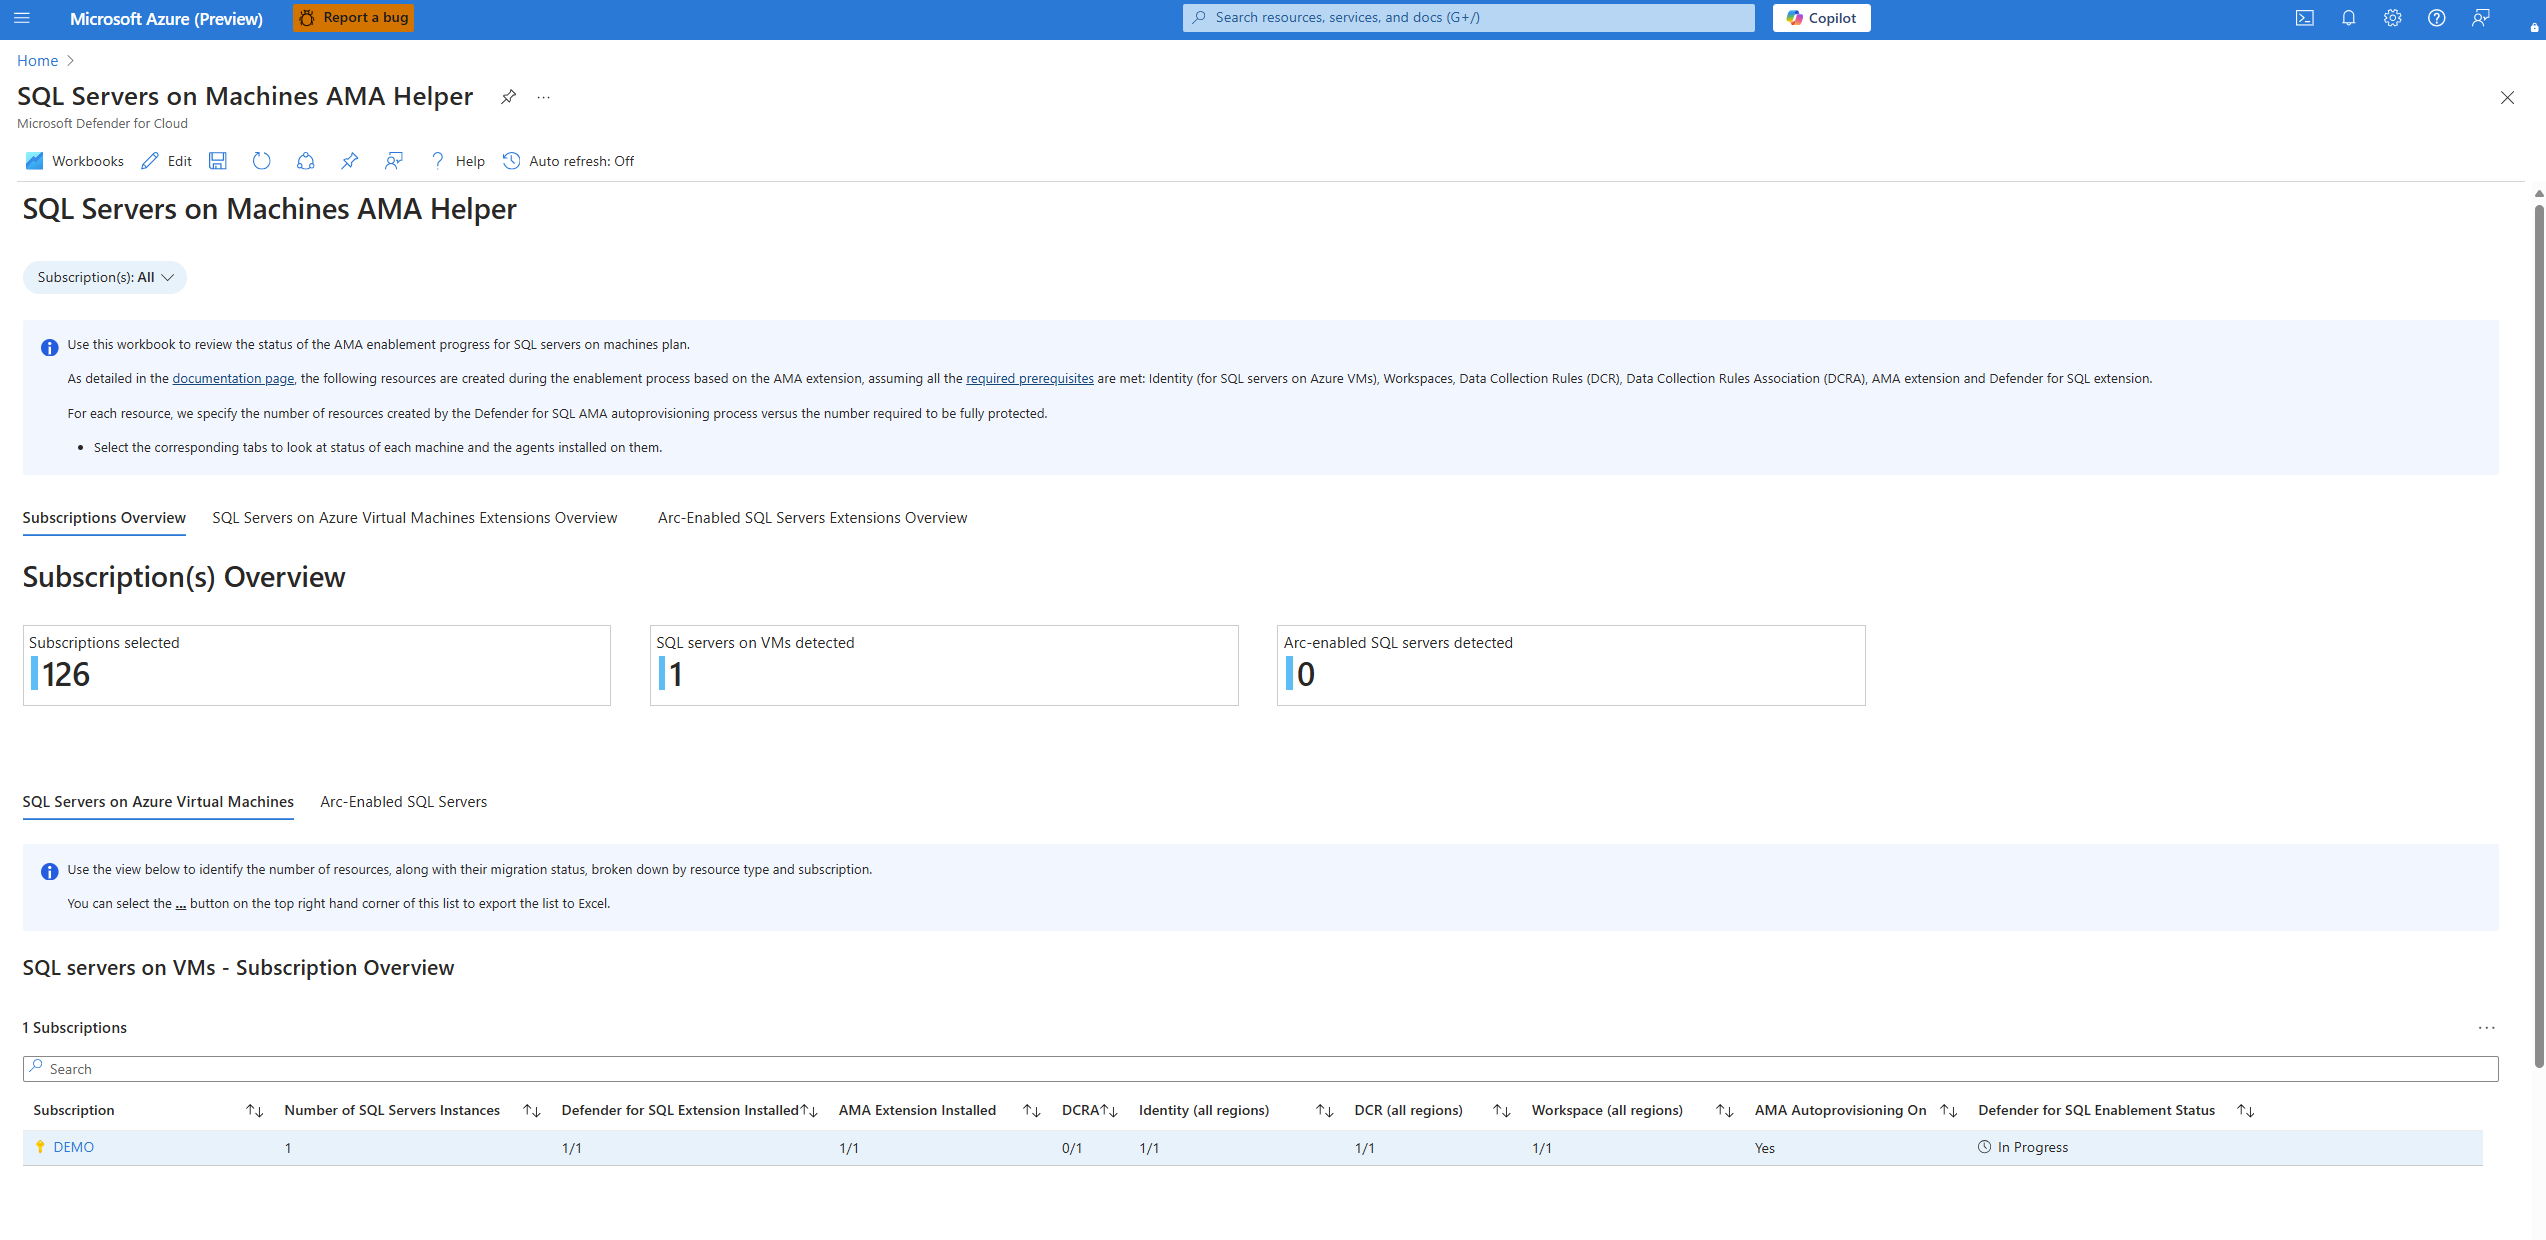 Microsoft Azure (Preview)
Report a bug
Search resources, services, and docs (G+/)
Copilot
Home
SQL Servers on Machines AMA Helper
...
Microsoft Defender for Cloud
Workbooks
Edit
Help
Auto refresh: Off
SQL Servers on Machines AMA Helper
Subscription(s): All
Use this workbook to review the status of the AMA enablement progress for SQL servers on machines plan.
As detailed in the documentation page, the following resources are created during the enablement process based on the AMA extension, assuming all the required prerequisites are met: Identity (for SQL servers on Azure VMs), Workspaces, Data Collection Rules (DCR), Data Collection Rules Association (DCRA), AMA extension and Defender for SQL extension.
For each resource, we specify the number of resources created by the Defender for SQL AMA autoprovisioning process versus the number required to be fully protected.
• Select the corresponding tabs to look at status of each machine and the agents installed on them.
Subscriptions Overview
SQL Servers on Azure Virtual Machines Extensions Overview
Arc-Enabled SQL Servers Extensions Overview
Subscription(s) Overview
Subscriptions selected
126
SQL servers on VMs detected
1
Arc-enabled SQL servers detected
0
SQL Servers on Azure Virtual Machines
Arc-Enabled SQL Servers
Use the view below to identify the number of resources, along with their migration status, broken down by resource type and subscription.
You can select the ... button on the top right hand corner of this list to export the list to Excel.
SQL servers on VMs - Subscription Overview
1 Subscriptions
...
Search
Subscription
Number of SQL Servers Instances
Defender for SQL Extension Installed
AMA Extension Installed
DCRA
Identity (all regions)
DCR (all regions)
Workspace (all regions)
AMA Autoprovisioning On
Defender for SQL Enablement Status
DEMO
1
1/1
1/1
0/1
1/1
1/1
1/1
Yes
In Progress